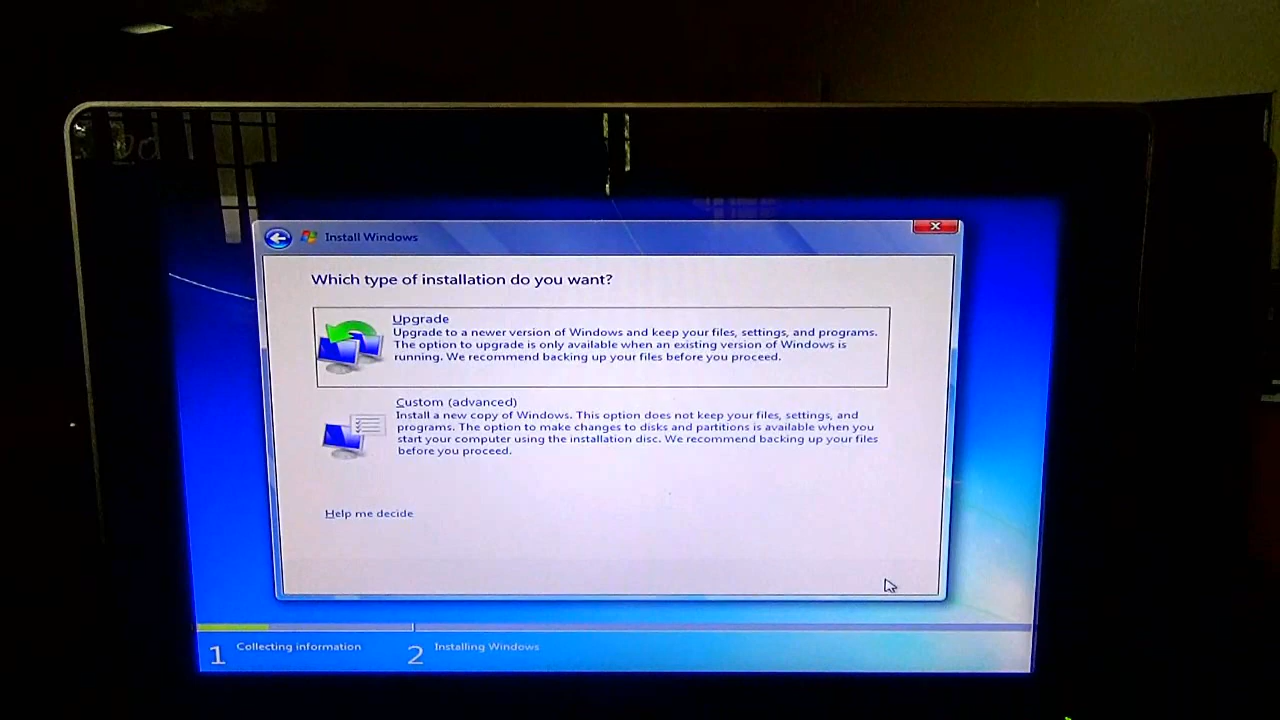 Install Windows
Which type of installation do you want?
Upgrade
Upgrade to a newer version of Windows and keep your files, settings, and programs.
The option to upgrade is only available when an existing version of Windows is
running. We recommend backing up your files before you proceed.
Custom (advanced)
Install a new copy of Windows. This option does not keep your files, settings, and
programs. The option to make changes to disks and partitions is available when you
start your computer using the installation disc. We recommend backing up your files
before you proceed.
Help me decide
1 Collecting information
2 Installing Windows